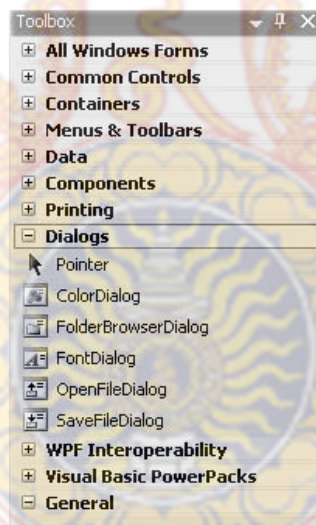 Toolbox
All Windows Forms
Common Controls
Containers
Menus & Toolbars
Data
Components
Printing
Dialogs
Pointer
ColorDialog
FolderBrowserDialog
FontDialog
OpenFileDialog
SaveFileDialog
WPF Interoperability
Visual Basic PowerPacks
General